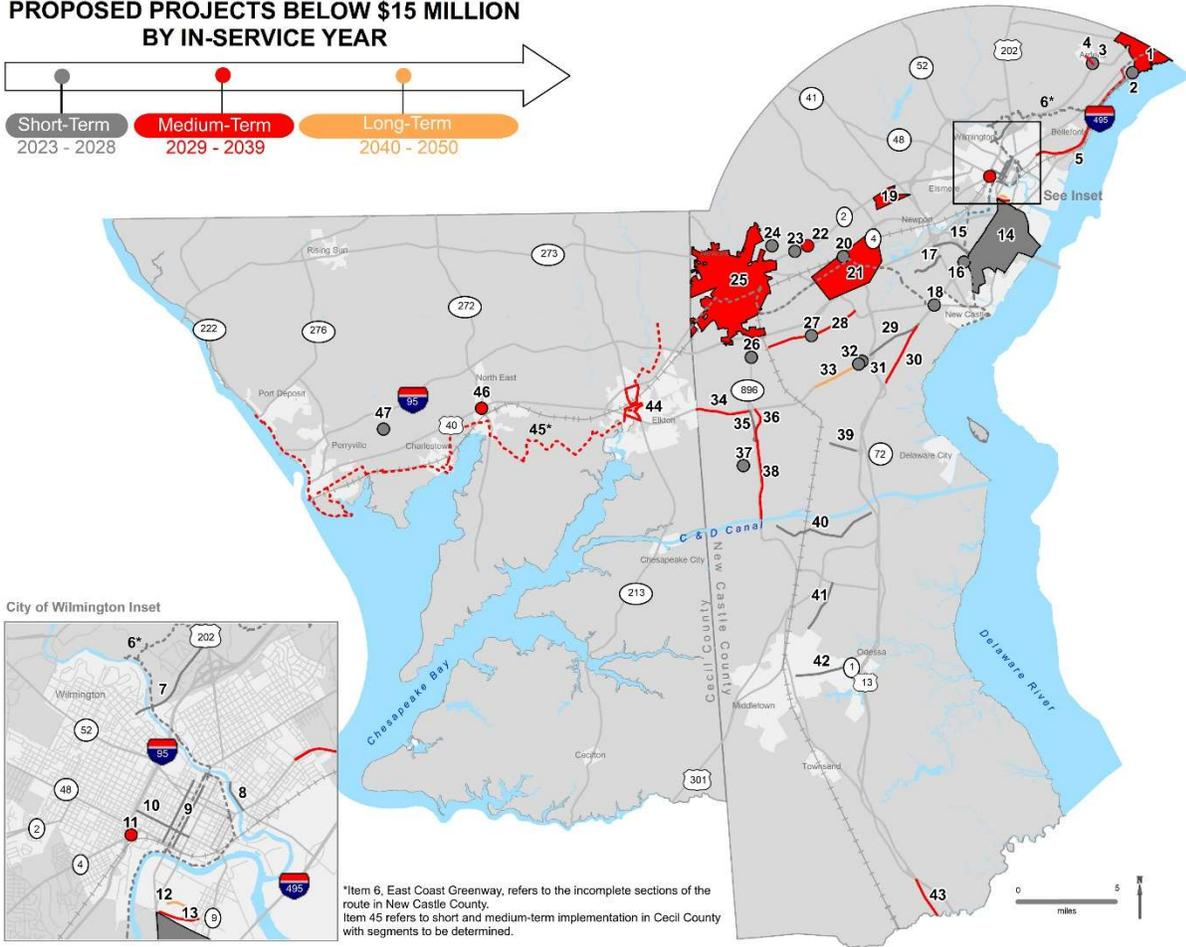 PROPOSED PROJECTS BELOW $15 MILLION
BY IN-SERVICE YEAR
Short-Term
Medium-Term
Long-Term
2023 - 2028
2029 - 2039
2040 - 2050
202
4
3
1
2
52
41
6*
495
48
Wilmington
Bellefont
5
Elsmere
See Inset
19
2
Newport
15
14
24
23
22
20
4
17
16
21
25
18
New Castle
Rising Sun
273
272
222
276
27
28
29
26
32
31
30
33
896
North East
46
95
Port Deposit
47
40
Perryville
Charlestown
45*
44
Elkton
34
35
36
37
38
39
72
Delaware City
C & D Canal
40
Chesapeake City
213
Cecil County
New Castle County
41
42
Odessa
1
13
Middletown
Townsend
Delaware River
Chesapeake Bay
Cecilton
301
43
0
5
miles
N
City of Wilmington Inset
6*
202
7
Wilmington
52
95
48
10
9
8
11
2
4
495
12
13
9
*Item 6, East Coast Greenway, refers to the incomplete sections of the
route in New Castle County.
Item 45 refers to short and medium-term implementation in Cecil County
with segments to be determined.